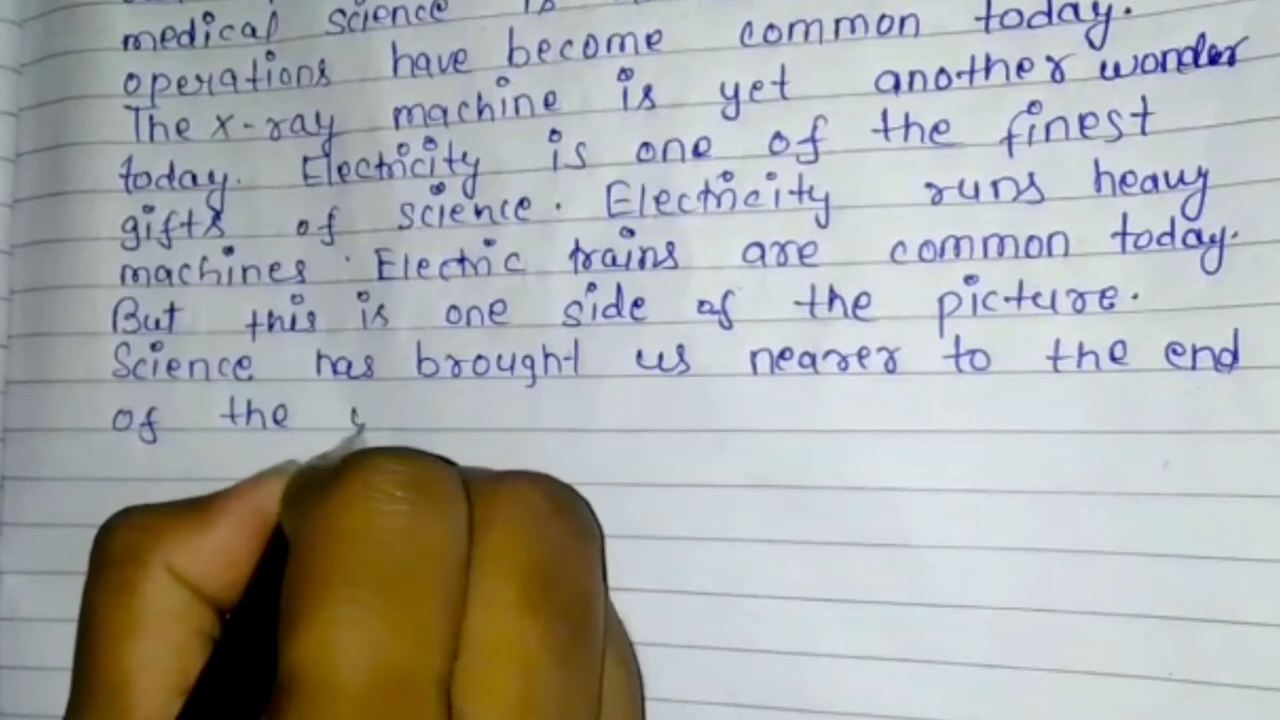 medical science is
operations have become common today.
The x-ray machine is yet another wonder
today. Electricity is one of the finest
gifts of science. Electricity runs heavy
machines. Electric trains are common today.
But this is one side of the picture.
Science has brought us nearer to the end
of the